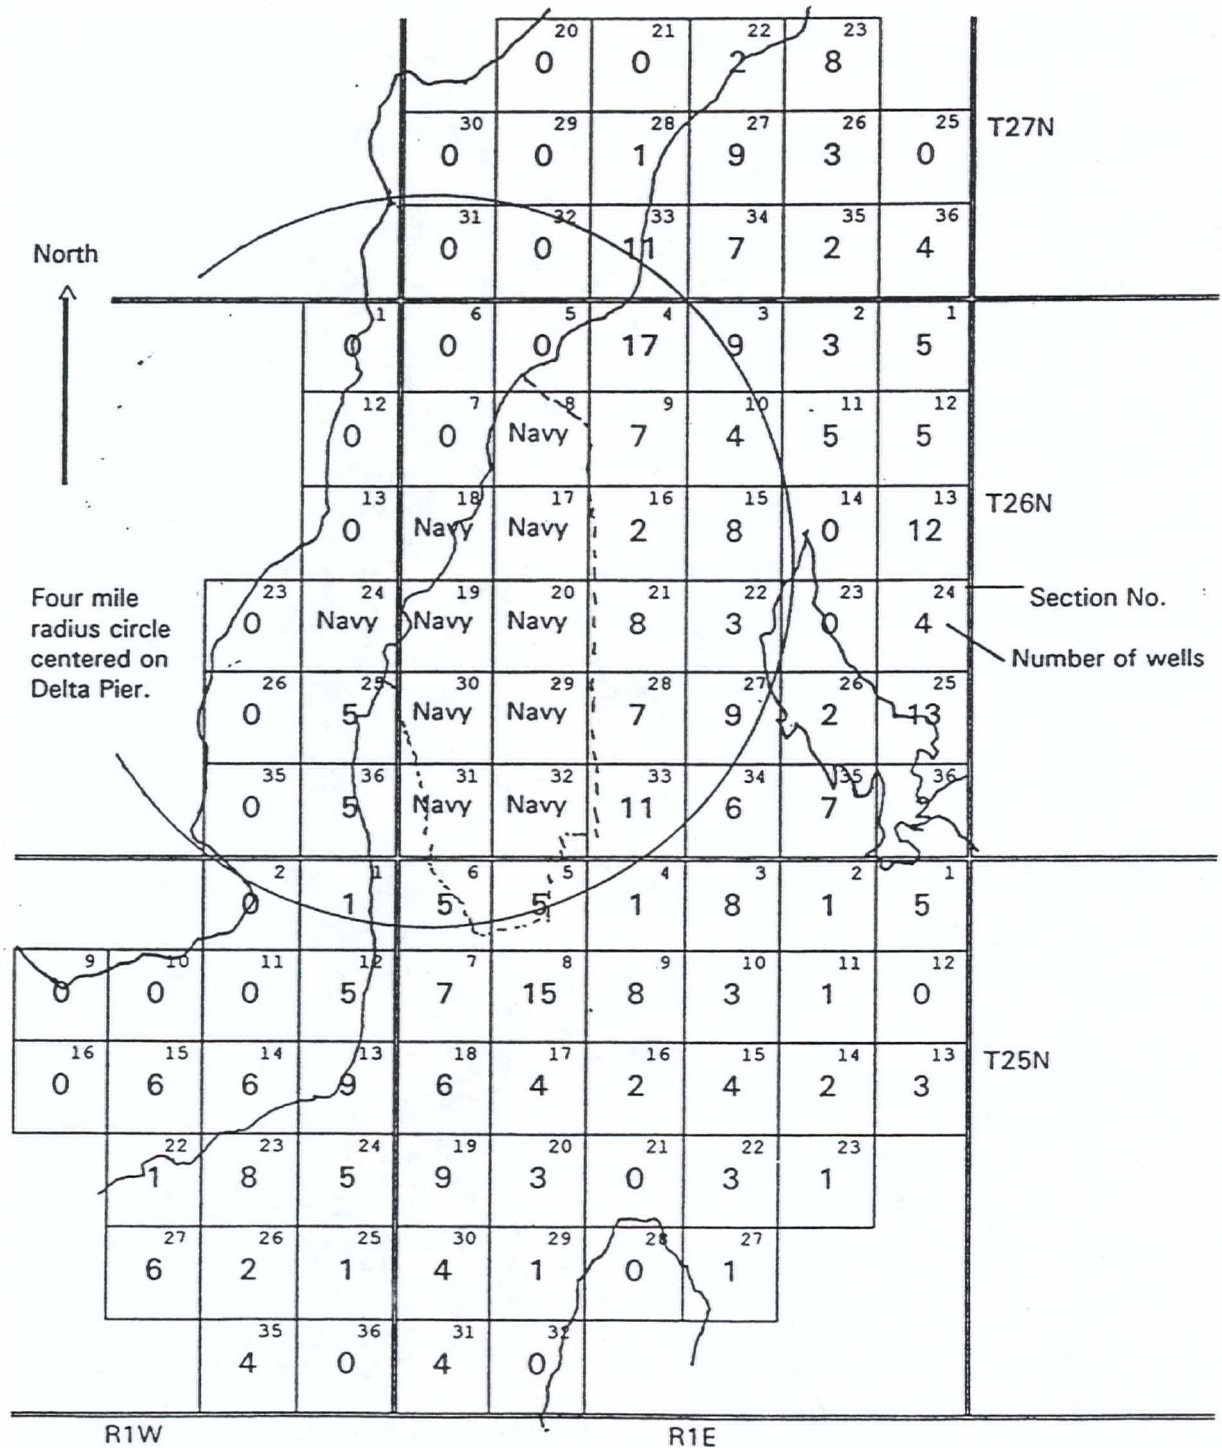 20 21 22 23
0 0 2 8
30 29 28 27 26 25
T27N
0 0 1 9 3 0
31 32 33 34 35 36
0 0 11 7 2 4
North
1 6 5 4 3 2 1
0 0 0 17 9 3 5
12 7 8 9 10 11 12
0 0 Navy 7 4 5 5
13 18 17 16 15 14 13
T26N
0 Navy Navy 2 8 0 12
23 24 19 20 21 22 23 24
Four mile
radius circle
centered on
Delta Pier.
Section No.
0 Navy Navy Navy 8 3 0 4
Number of wells
26 25 30 29 28 27 26 25
0 5 Navy Navy 7 9 2 13
35 36 31 32 33 34 35 36
0 5 Navy Navy 11 6 7
2 1 6 5 4 3 2 1
0 1 5 5 1 8 1 5
9 10 11 12 7 8 9 10 11 12
0 0 0 5 7 15 8 3 1 0
16 15 14 13 18 17 16 15 14 13
T25N
0 6 6 9 6 4 2 4 2 3
22 23 24 19 20 21 22 23
1 8 5 9 3 0 3 1
27 26 25 30 29 28 27
6 2 1 4 1 0 1
35 36 31 32
4 0 4 0
R1W R1E